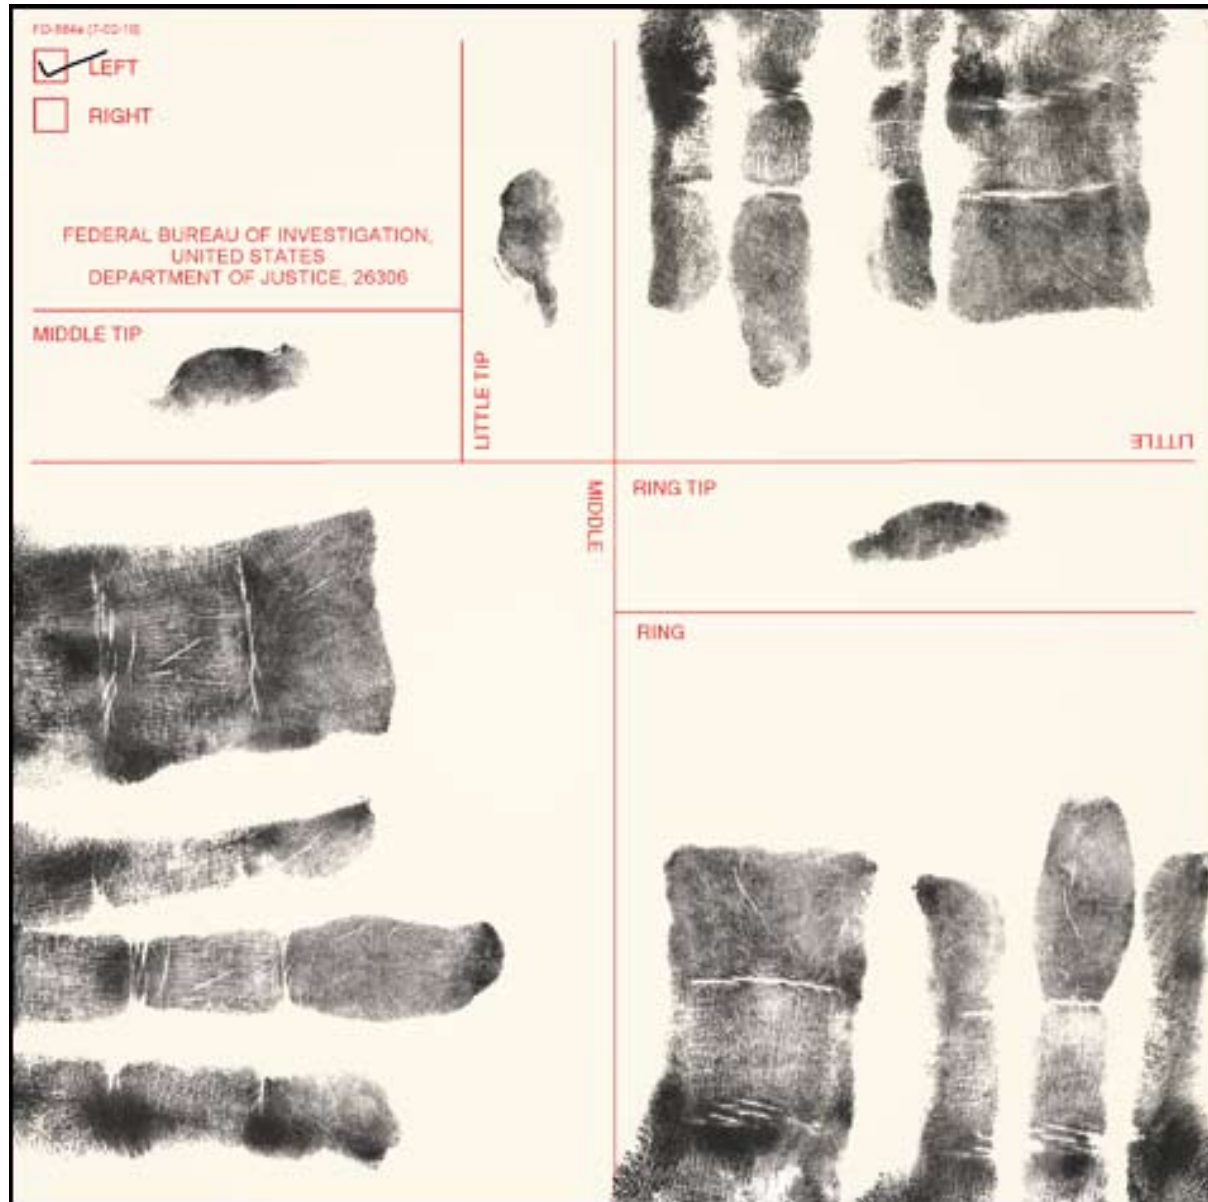 FD-884a (7-02-10)
LEFT
RIGHT
FEDERAL BUREAU OF INVESTIGATION,
UNITED STATES
DEPARTMENT OF JUSTICE, 26306
MIDDLE TIP
LITTLE TIP
LITTLE
MIDDLE
RING TIP
RING